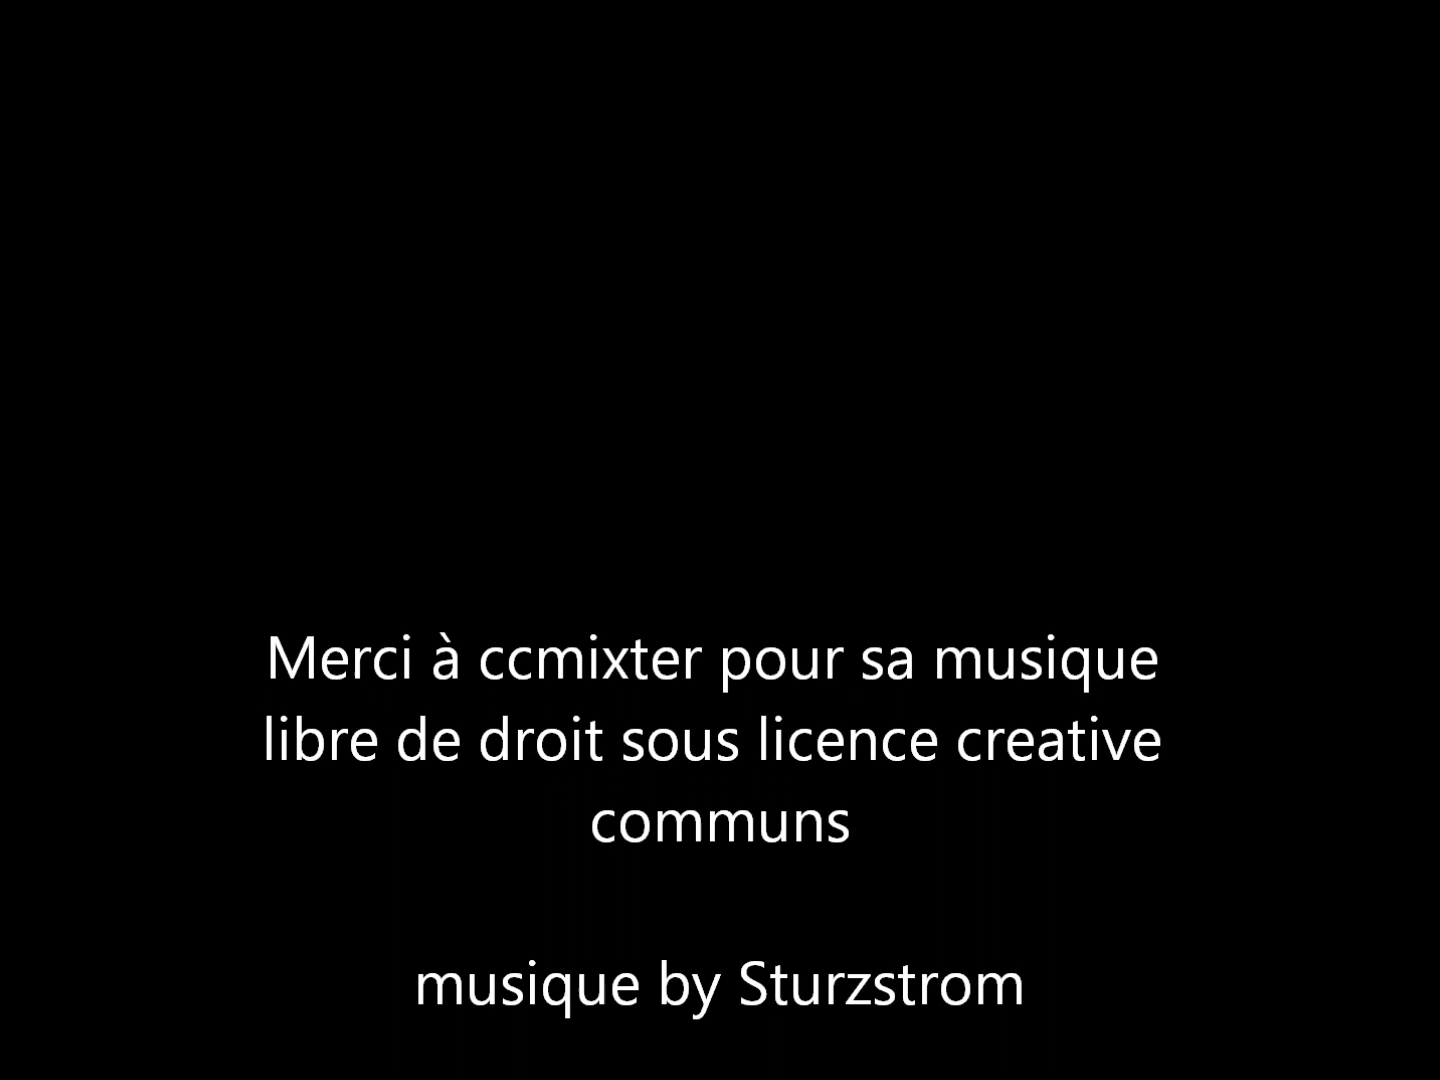 Merci à ccmixter pour sa musique
libre de droit sous licence creative
communs
musique by Sturzstrom